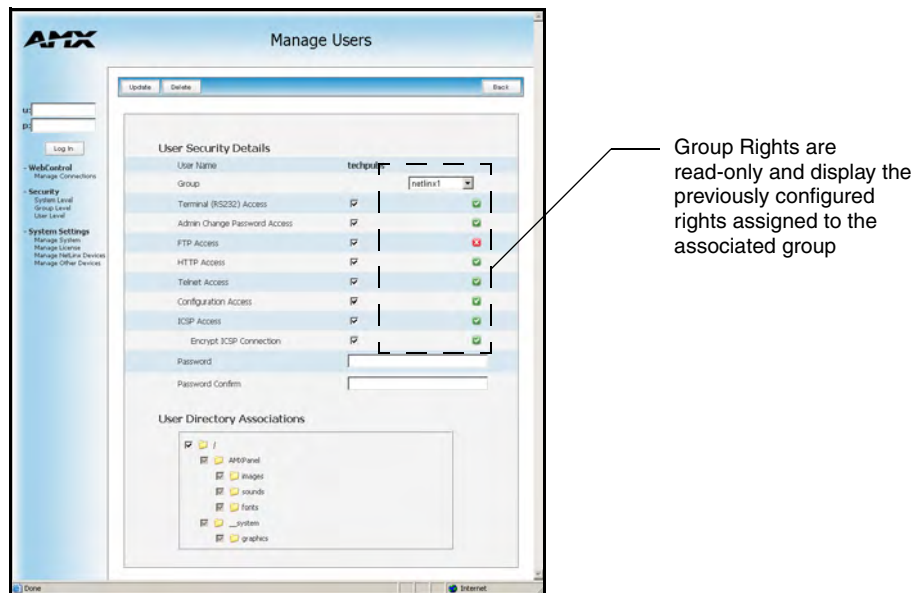 AMX
Manage Users
Update Delete Back
u:
p:
Log In
- WebControl
Manage Connections
- Security
System Level
Group Level
User Level
- System Settings
Manage System
Manage License
Manage NetLinx Devices
Manage Other Devices
User Security Details
User Name techpubs
Group netlinx1
Terminal (RS232) Access
Admin Change Password Access
FTP Access
HTTP Access
Telnet Access
Configuration Access
ICSP Access
Encrypt ICSP Connection
Password
Password Confirm
User Directory Associations
/
AMXPanel
images
sounds
fonts
__system
graphics
Done Internet
Group Rights are
read-only and display the
previously configured
rights assigned to the
associated group